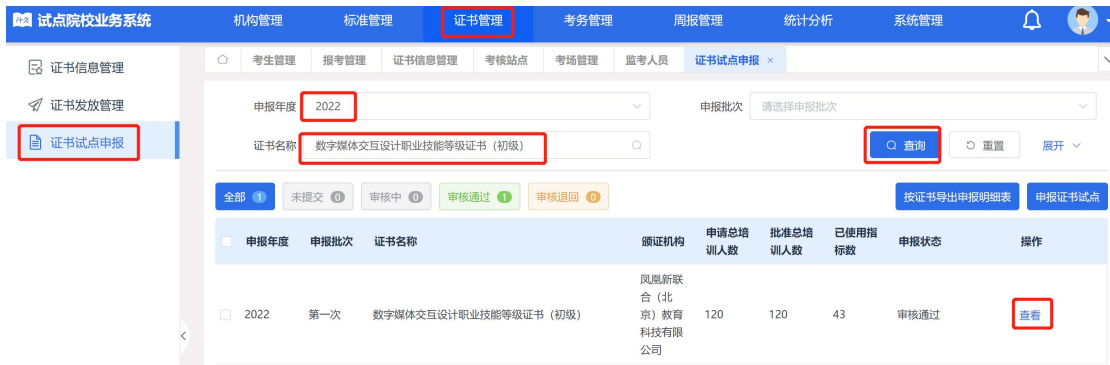 1+X 试点院校业务系统 机构管理 标准管理 证书管理 考务管理 周报管理 统计分析 系统管理
证书信息管理
证书发放管理
证书试点申报
考生管理 报考管理 证书信息管理 考核站点 考场管理 监考人员 证书试点申报 ×
申报年度 2022 申报批次 请选择申报批次
证书名称 数字媒体交互设计职业技能等级证书（初级） 查询 重置 展开
全部 1 未提交 0 审核中 0 审核通过 1 审核退回 0 按证书导出申报明细表 申报证书试点
申报年度 申报批次 证书名称 颁证机构 申请总培训人数 批准总培训人数 已使用指标数 申报状态 操作
2022 第一次 数字媒体交互设计职业技能等级证书（初级） 凤凰新联合（北京）教育科技有限公司 120 120 43 审核通过 查看